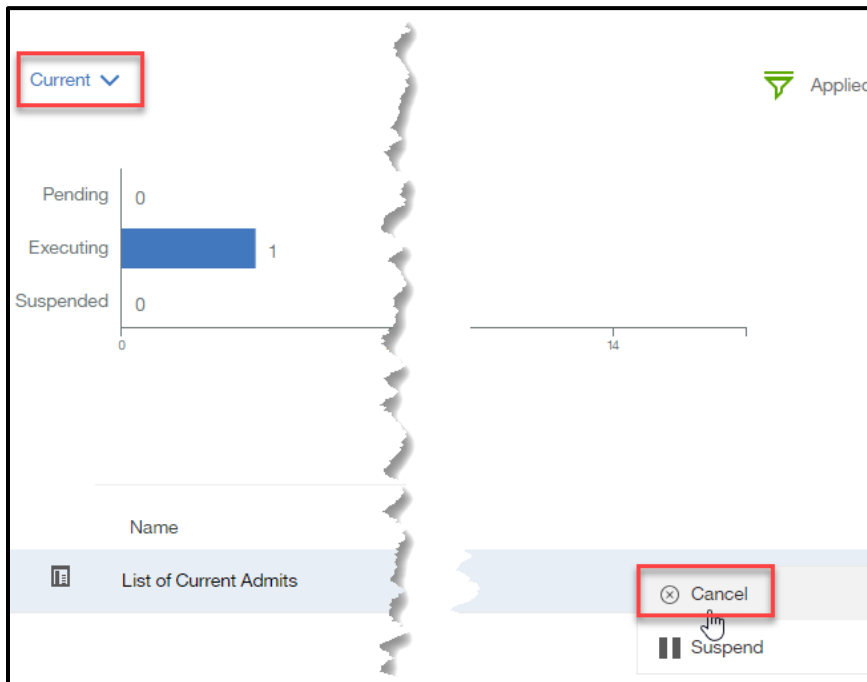 Current
Applied
Pending 0
Executing 1
Suspended 0
0 14
Name
List of Current Admits
Cancel
Suspend